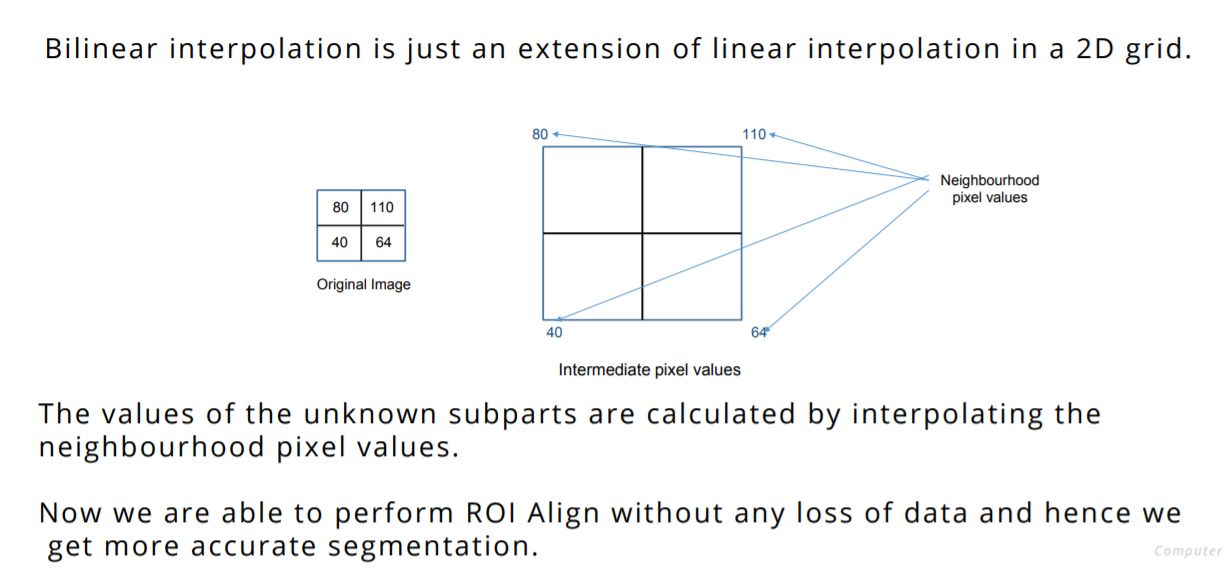 Bilinear interpolation is just an extension of linear interpolation in a 2D grid.
80 110
Neighbourhood
pixel values
80 110
40 64
Original Image
40 64
Intermediate pixel values
The values of the unknown subparts are calculated by interpolating the
neighbourhood pixel values.
Now we are able to perform ROI Align without any loss of data and hence we
get more accurate segmentation.
Computer